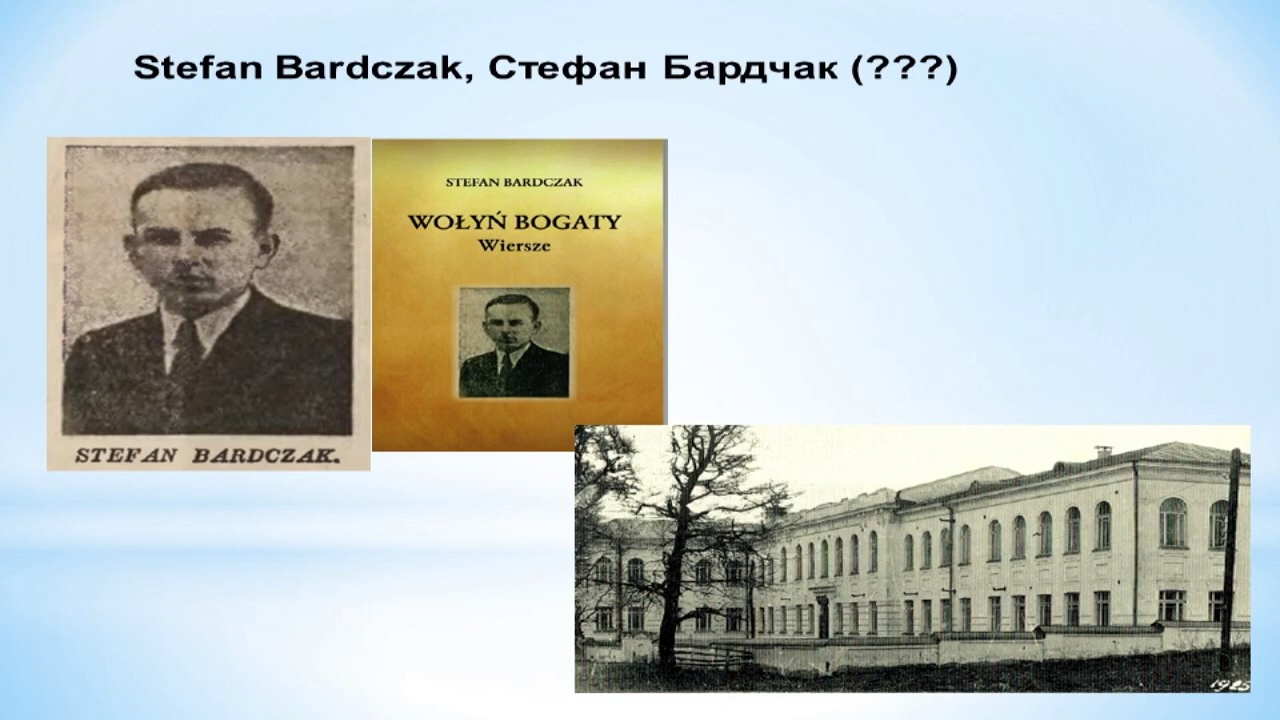 Stefan Bardczak, Стефан Бардчак (???)
STEFAN BARDCZAK.
STEFAN BARDCZAK
WOŁYŃ BOGATY
Wiersze
1925